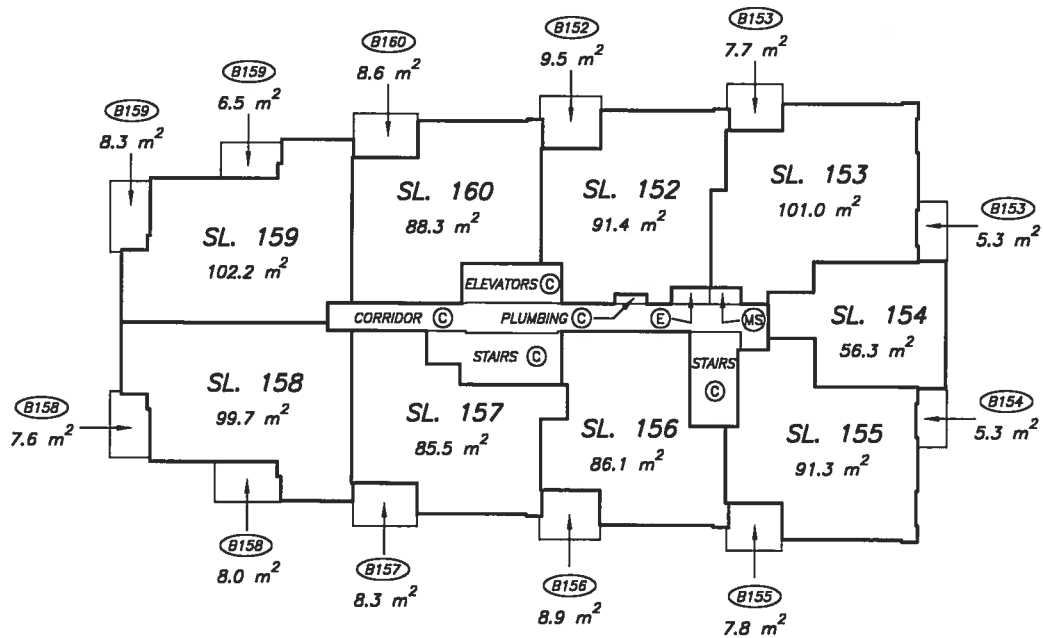 B153
7.7 m²
B152
9.5 m²
B160
8.6 m²
B159
6.5 m²
B159
8.3 m²
SL. 153
101.0 m²
SL. 160
88.3 m²
SL. 152
91.4 m²
B153
5.3 m²
SL. 159
102.2 m²
ELEVATORS C
CORRIDOR C
PLUMBING C
E
MS
SL. 154
56.3 m²
STAIRS C
STAIRS
C
SL. 158
99.7 m²
B158
7.6 m²
SL. 157
85.5 m²
SL. 156
86.1 m²
SL. 155
91.3 m²
B154
5.3 m²
B158
8.0 m²
B157
8.3 m²
B156
8.9 m²
B155
7.8 m²